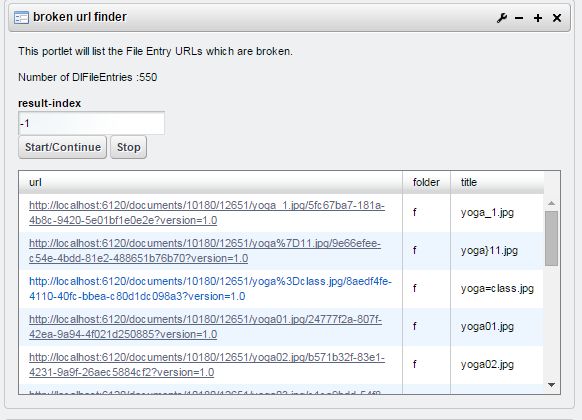 broken url finder
This portlet will list the File Entry URLs which are broken.
Number of DlFileEntries :550
result-index
-1
Start/Continue Stop
url folder title
http://localhost:6120/documents/10180/12651/yoga_1.jpg/5fc67ba7-181a-
4b8c-9420-5e01bf1e0e2e?version=1.0 f yoga_1.jpg
http://localhost:6120/documents/10180/12651/yoga%7D11.jpg/9e66efee-
c54e-4bdd-81e2-488651b76b70?version=1.0 f yoga}11.jpg
http://localhost:6120/documents/10180/12651/yoga%3Dclass.jpg/8aedf4fe-
4110-40fc-bbea-c80d1dc098a3?version=1.0 f yoga=class.jpg
http://localhost:6120/documents/10180/12651/yoga01.jpg/24777f2a-807f-
42ea-9a94-4f021d250885?version=1.0 f yoga01.jpg
http://localhost:6120/documents/10180/12651/yoga02.jpg/b571b32f-83e1-
4231-9a9f-26aec5884cf2?version=1.0 f yoga02.jpg